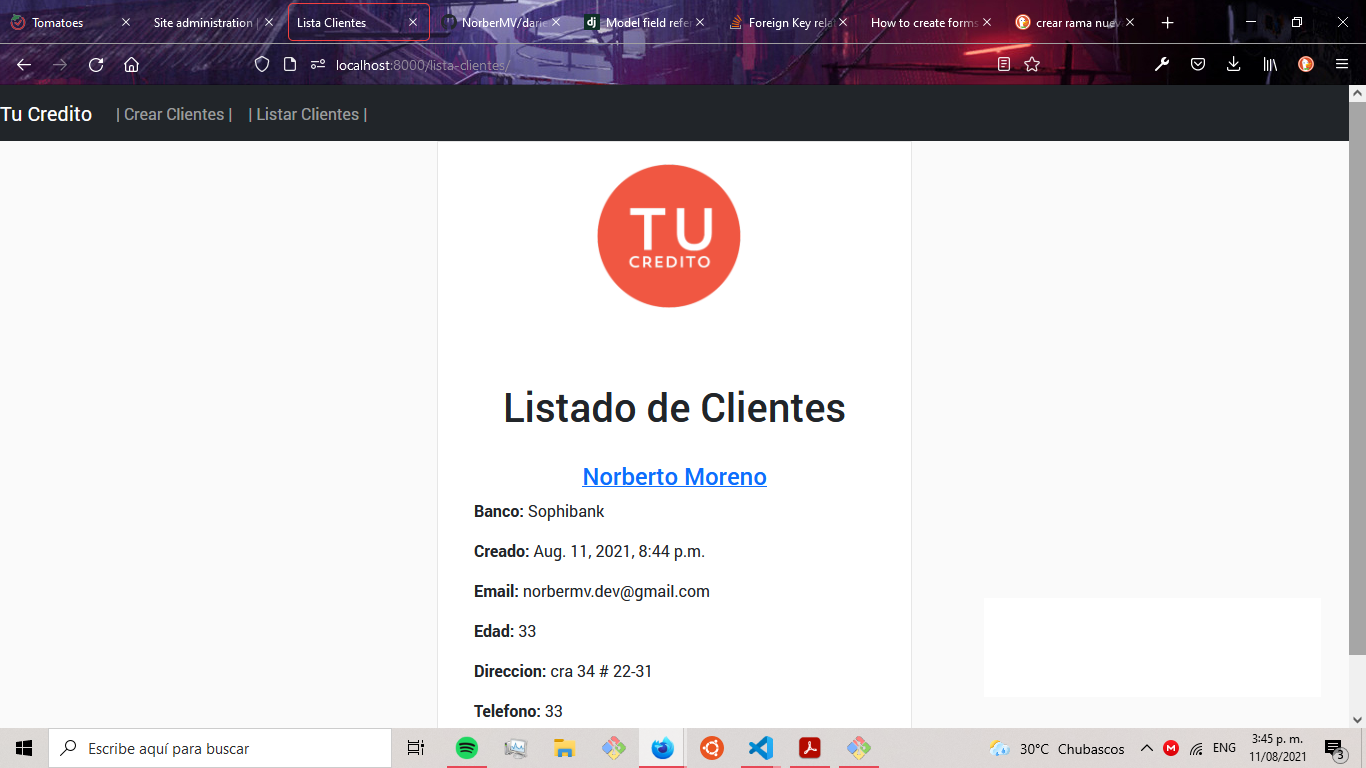 Tomatoes
Site administration |
Lista Clientes
NorberMV/dari
Model field refe
Foreign Key rela
How to create forms
crear rama nuev
localhost:8000/lista-clientes/
Tu Credito | Crear Clientes | | Listar Clientes |
TU
CREDITO
Listado de Clientes
Norberto Moreno
Banco: Sophibank
Creado: Aug. 11, 2021, 8:44 p.m.
Email: norbermv.dev@gmail.com
Edad: 33
Direccion: cra 34 # 22-31
Telefono: 33
Escribe aquí para buscar
30°C Chubascos
ENG
3:45 p. m.
11/08/2021
3